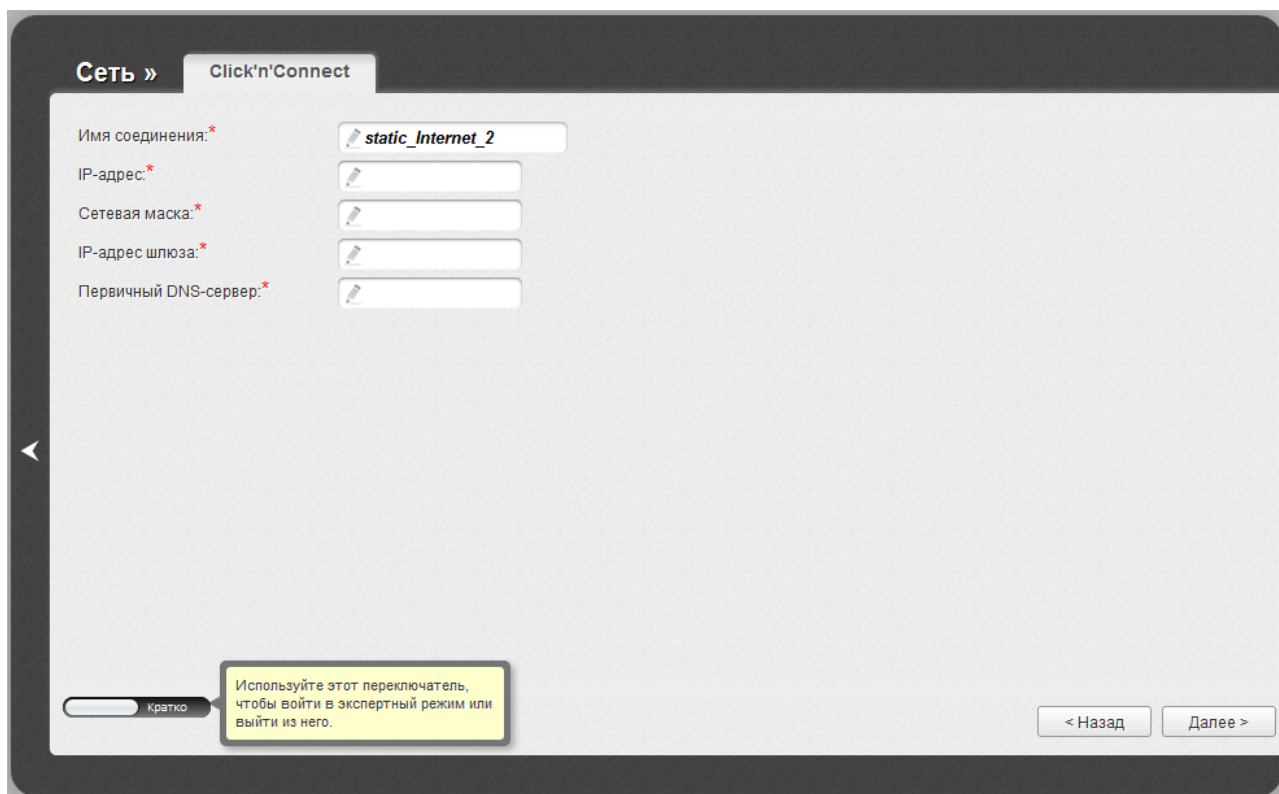 Сеть »
Click'n'Connect
Имя соединения:*
static_Internet_2
IP-адрес:*
Сетевая маска:*
IP-адрес шлюза:*
Первичный DNS-сервер:*
Кратко
Используйте этот переключатель,
чтобы войти в экспертный режим или
выйти из него.
< Назад
Далее >